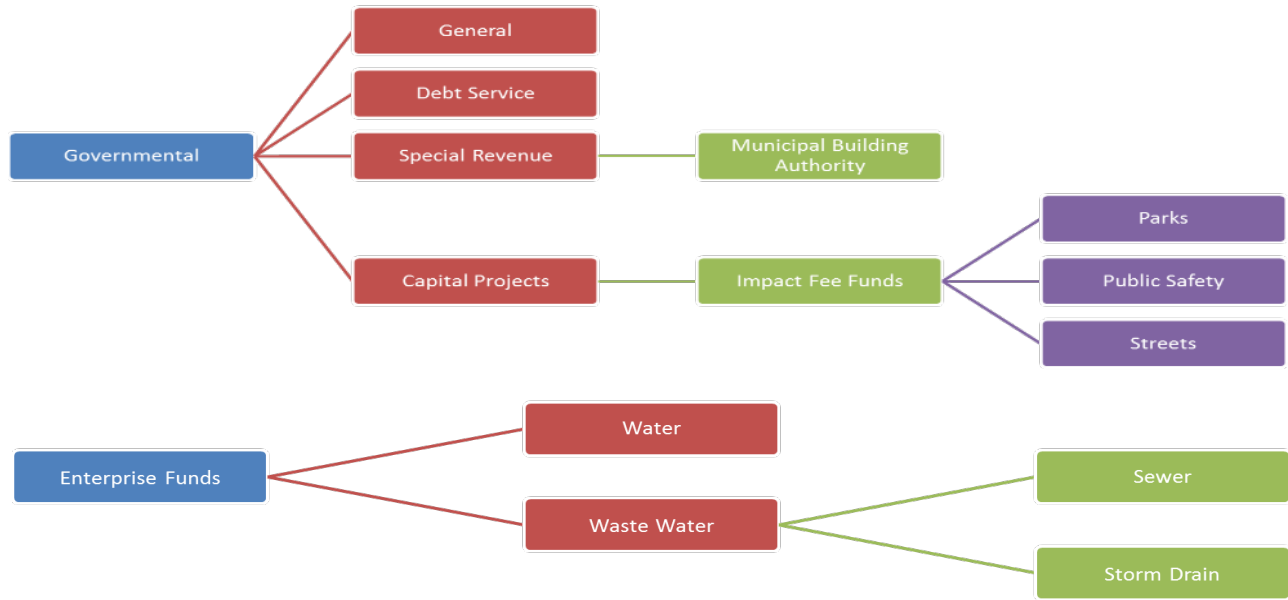 General
Debt Service
Governmental
Special Revenue
Municipal Building
Authority
Parks
Capital Projects
Impact Fee Funds
Public Safety
Streets
Water
Enterprise Funds
Sewer
Waste Water
Storm Drain